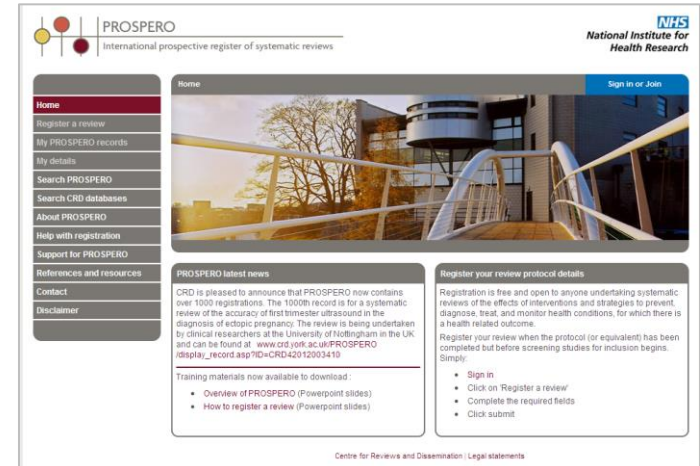 PROSPERO
International prospective register of systematic reviews
NHS
National Institute for
Health Research
Home
Sign in or Join
Home
Register a review
My PROSPERO records
My details
Search PROSPERO
Search CRD databases
About PROSPERO
Help with registration
Support for PROSPERO
References and resources
Contact
Disclaimer
PROSPERO latest news
CRD is pleased to announce that PROSPERO now contains
over 1000 registrations. The 1000th record is for a systematic
review of the accuracy of first trimester ultrasound in the
diagnosis of ectopic pregnancy. The review is being undertaken
by clinical researchers at the University of Nottingham in the UK
and can be found at www.crd.york.ac.uk/PROSPERO
/display_record.asp?ID=CRD42012003410
Training materials now available to download :
• Overview of PROSPERO (Powerpoint slides)
• How to register a review (Powerpoint slides)
Register your review protocol details
Registration is free and open to anyone undertaking systematic
reviews of the effects of interventions and strategies to prevent,
diagnose, treat, and monitor health conditions, for which there is
a health related outcome.
Register your review when the protocol (or equivalent) has been
completed but before screening studies for inclusion begins.
Simply:
• Sign in
• Click on 'Register a review'
• Complete the required fields
• Click submit
Centre for Reviews and Dissemination | Legal statements